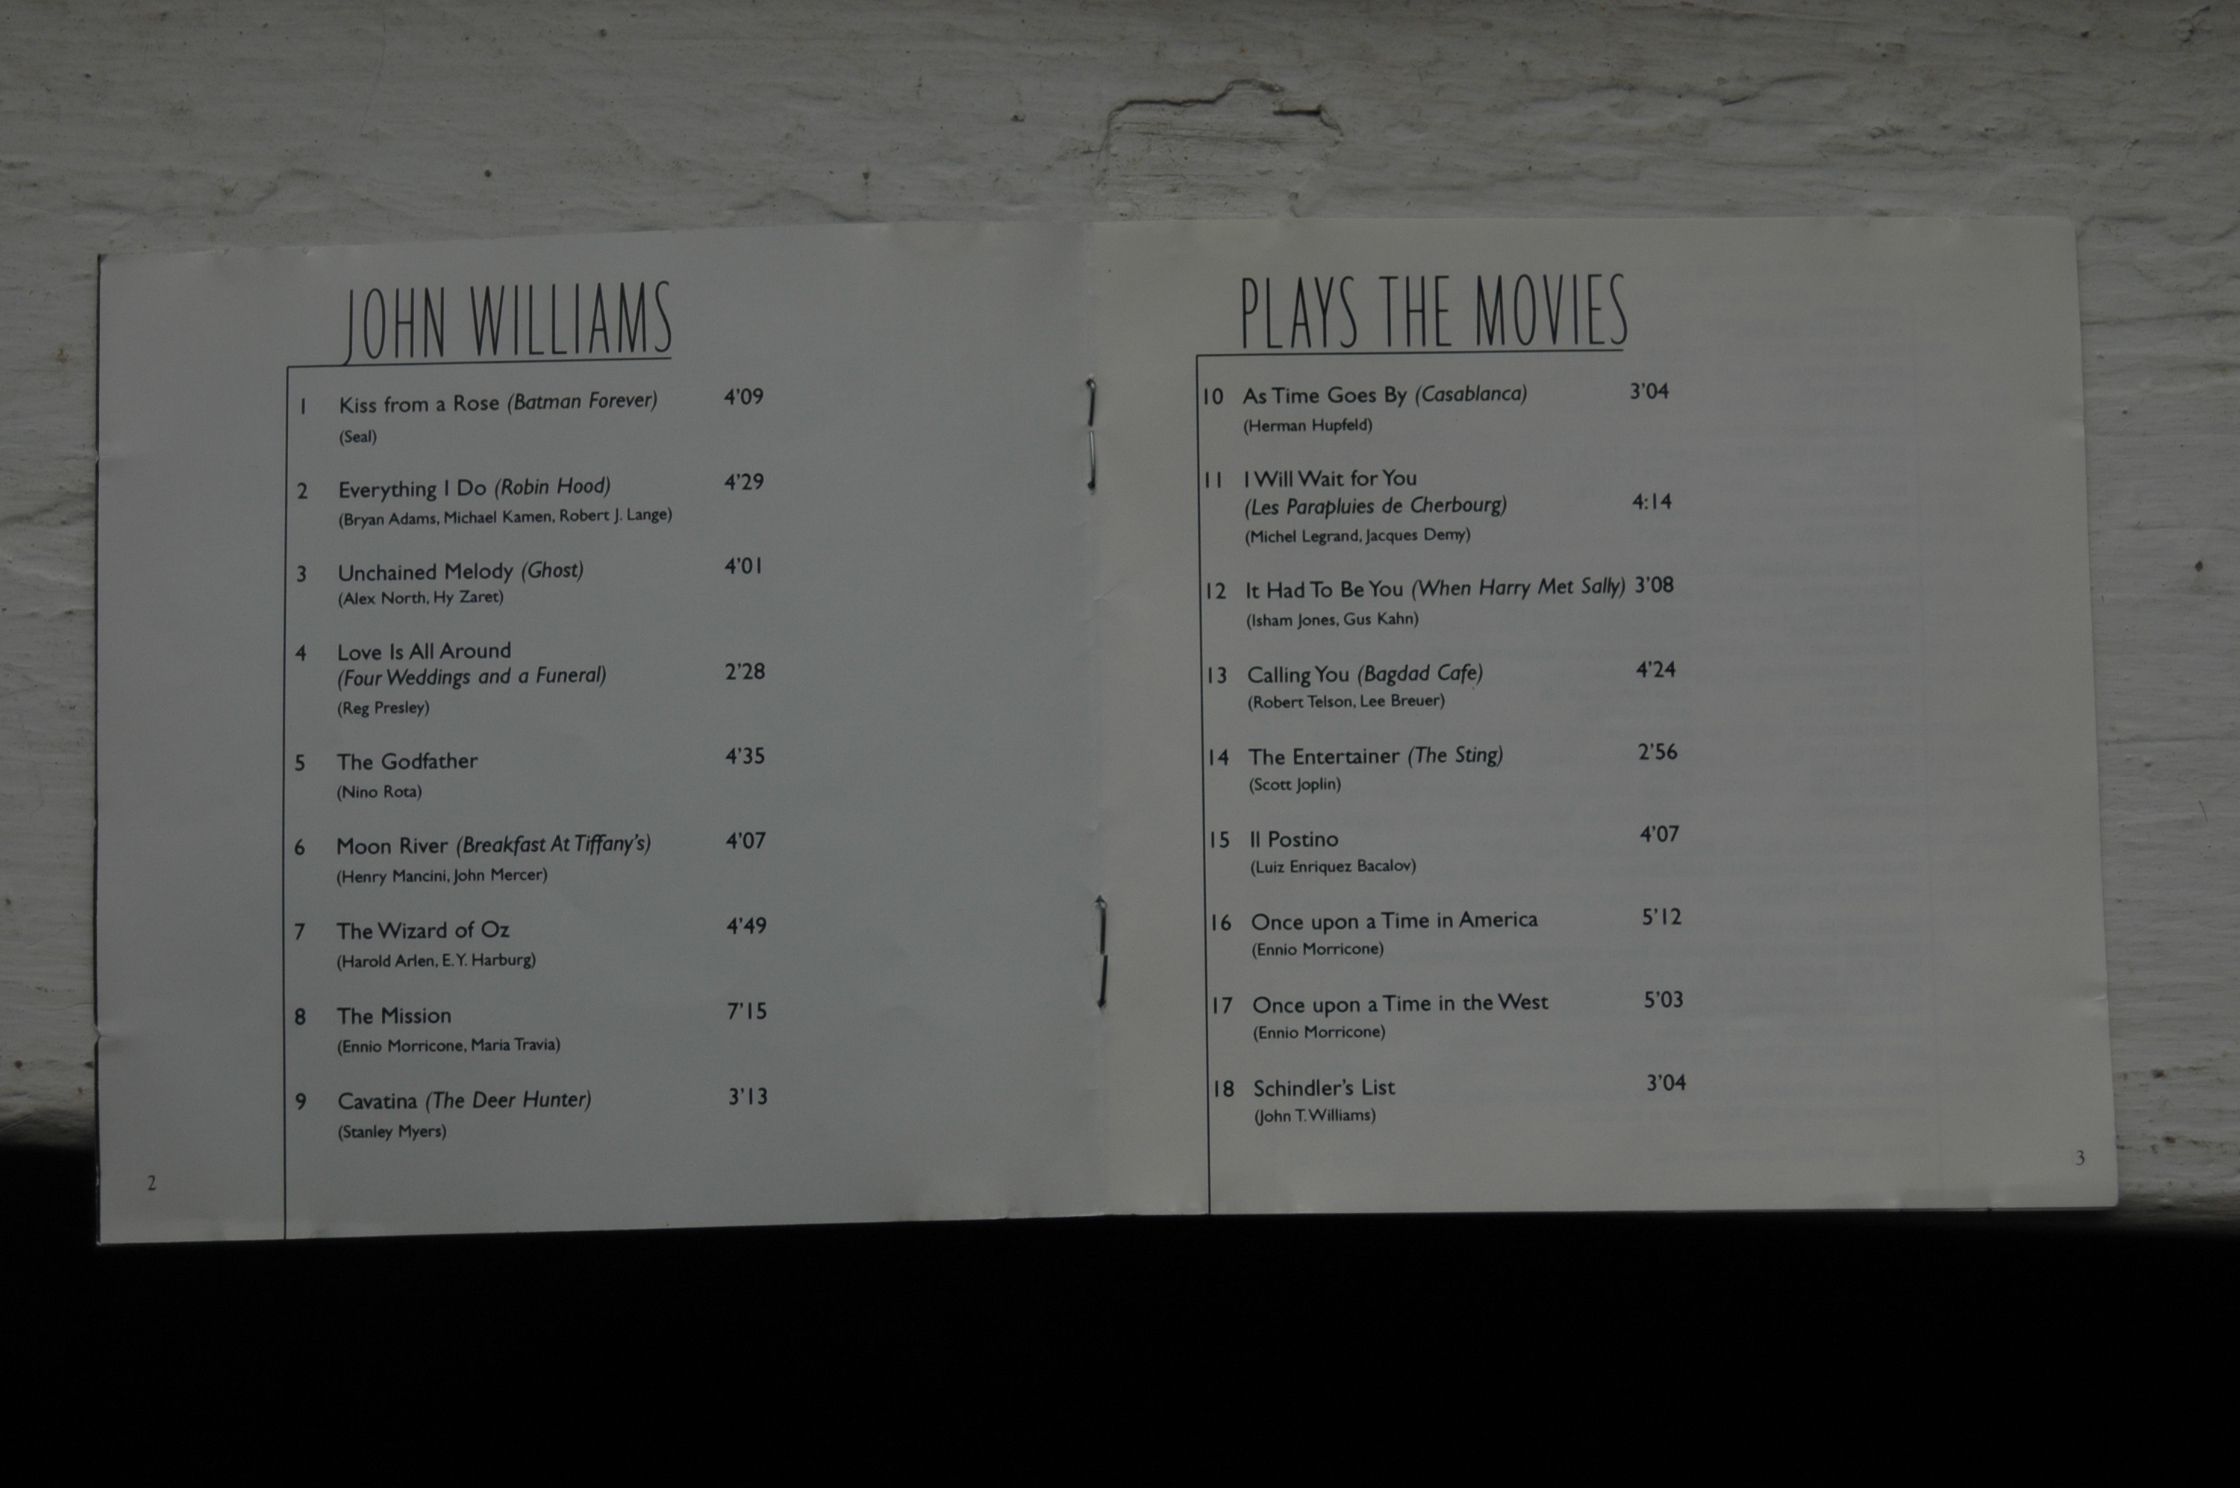 JOHN WILLIAMS
1 Kiss from a Rose (Batman Forever) 4'09
(Seal)
2 Everything I Do (Robin Hood) 4'29
(Bryan Adams, Michael Kamen, Robert J. Lange)
3 Unchained Melody (Ghost) 4'01
(Alex North, Hy Zaret)
4 Love Is All Around
(Four Weddings and a Funeral) 2'28
(Reg Presley)
5 The Godfather 4'35
(Nino Rota)
6 Moon River (Breakfast At Tiffany's) 4'07
(Henry Mancini, John Mercer)
7 The Wizard of Oz 4'49
(Harold Arlen, E.Y. Harburg)
8 The Mission 7'15
(Ennio Morricone, Maria Travia)
9 Cavatina (The Deer Hunter) 3'13
(Stanley Myers)
2
PLAYS THE MOVIES
10 As Time Goes By (Casablanca) 3'04
(Herman Hupfeld)
11 I Will Wait for You
(Les Parapluies de Cherbourg) 4:14
(Michel Legrand, Jacques Demy)
12 It Had To Be You (When Harry Met Sally) 3'08
(Isham Jones, Gus Kahn)
13 Calling You (Bagdad Cafe) 4'24
(Robert Telson, Lee Breuer)
14 The Entertainer (The Sting) 2'56
(Scott Joplin)
15 Il Postino 4'07
(Luiz Enriquez Bacalov)
16 Once upon a Time in America 5'12
(Ennio Morricone)
17 Once upon a Time in the West 5'03
(Ennio Morricone)
18 Schindler's List 3'04
(John T. Williams)
3